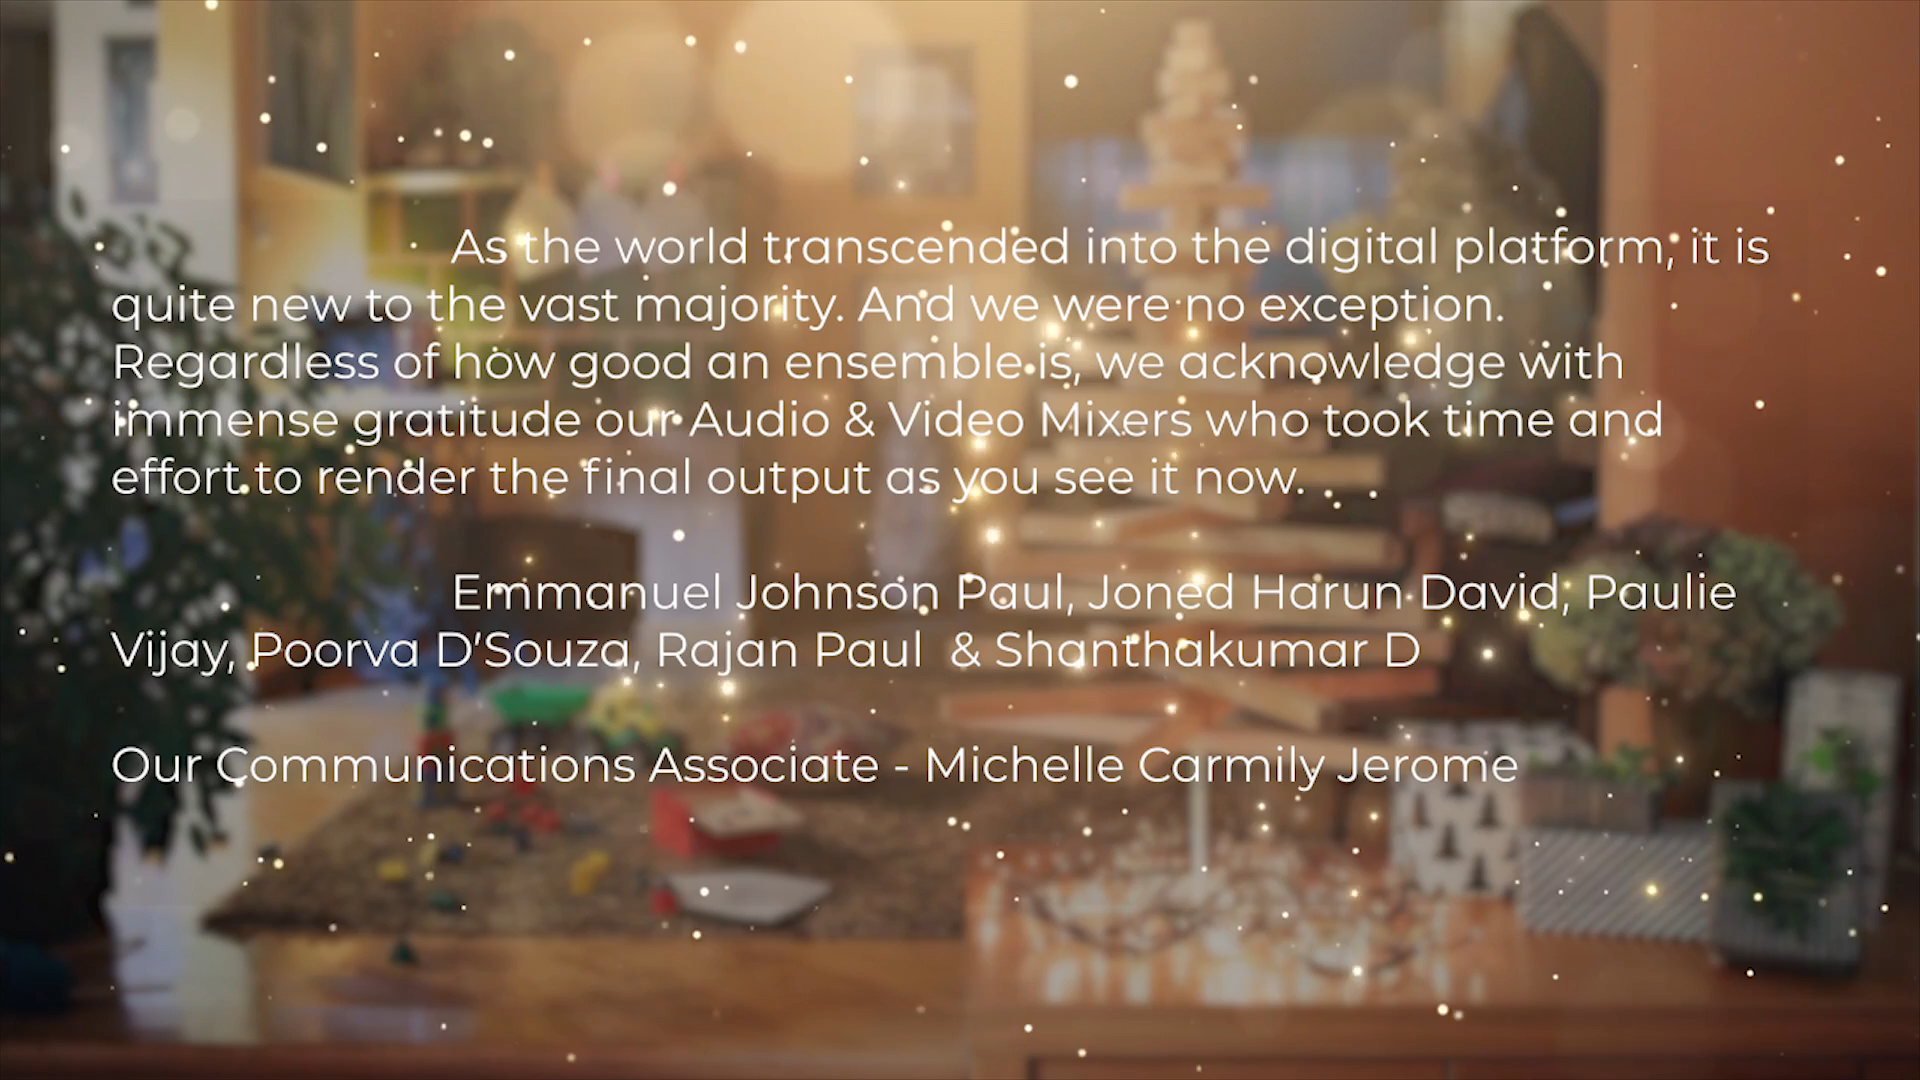 As the world transcended into the digital platform, it is
quite new to the vast majority. And we were no exception.
Regardless of how good an ensemble is, we acknowledge with
immense gratitude our Audio & Video Mixers who took time and
effort to render the final output as you see it now.
Emmanuel Johnson Paul, Joned Harun David, Paulie
Vijay, Poorva D’Souza, Rajan Paul & Shanthakumar D
Our Communications Associate - Michelle Carmily Jerome